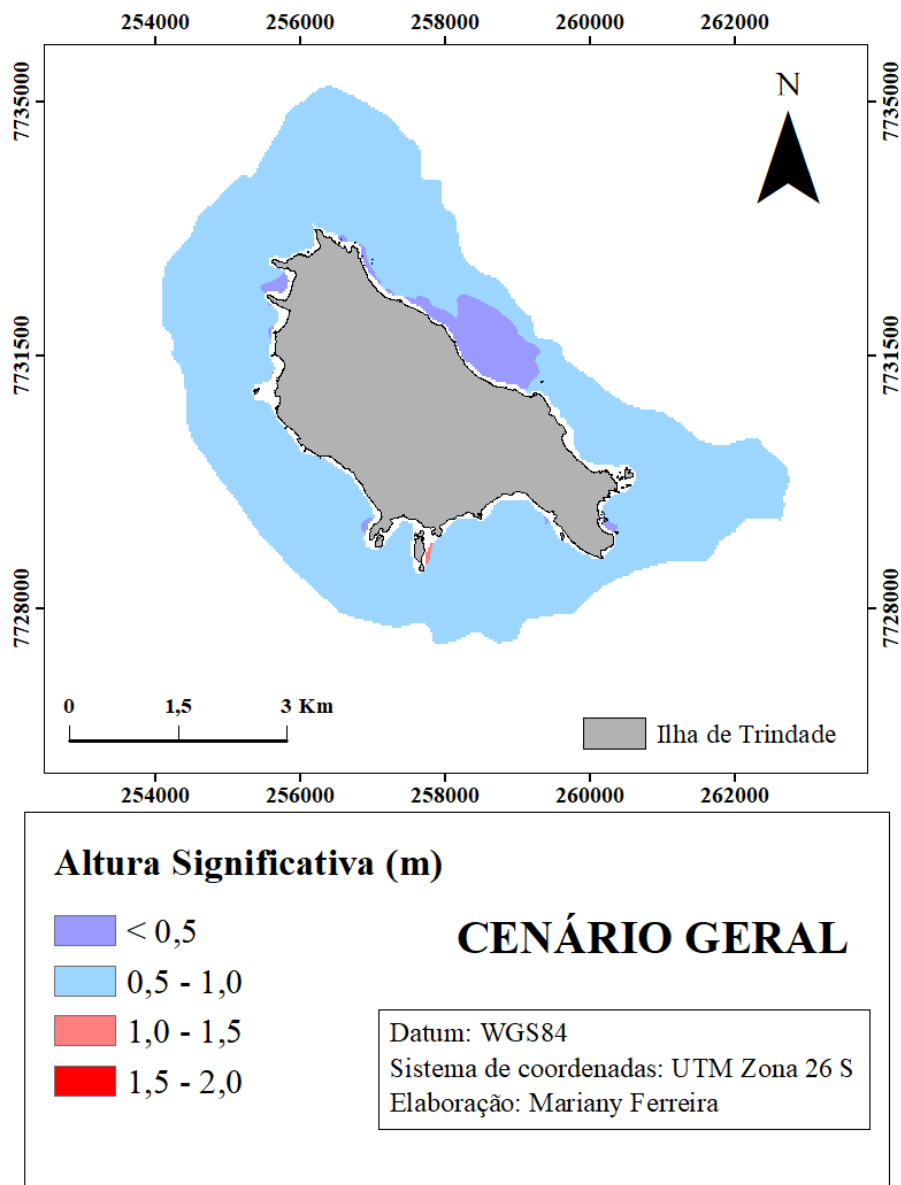 254000 256000 258000 260000 262000
7735000 7735000
N
7731500 7731500
7728000 7728000
0 1,5 3 Km
Ilha de Trindade
254000 256000 258000 260000 262000
Altura Significativa (m)
< 0,5
0,5 - 1,0
1,0 - 1,5
1,5 - 2,0
CENÁRIO GERAL
Datum: WGS84
Sistema de coordenadas: UTM Zona 26 S
Elaboração: Mariany Ferreira